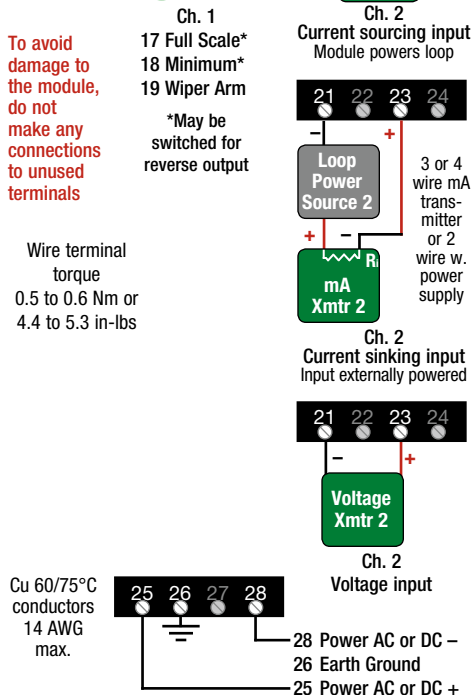 Ch. 1
17 Full Scale*
18 Minimum*
19 Wiper Arm
*May be
switched for
reverse output
To avoid
damage to
the module,
do not
make any
connections
to unused
terminals
Wire terminal
torque
0.5 to 0.6 Nm or
4.4 to 5.3 in-lbs
Ch. 2
Current sourcing input
Module powers loop
21 22 23 24
– +
Loop
Power
Source 2
+ –
Ri
mA
Xmtr 2
3 or 4
wire mA
trans-
mitter
or 2
wire w.
power
supply
Ch. 2
Current sinking input
Input externally powered
21 22 23 24
– +
Voltage
Xmtr 2
Ch. 2
Voltage input
Cu 60/75°C
conductors
14 AWG
max.
25 26 27 28
28 Power AC or DC –
26 Earth Ground
25 Power AC or DC +